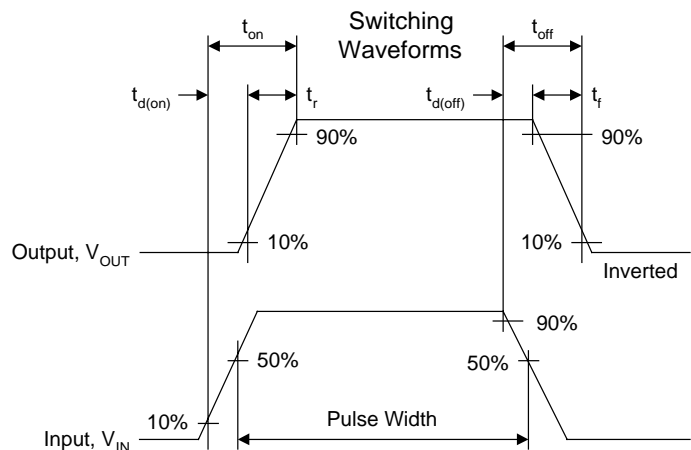 Switching
Waveforms
t_on
t_off
t_d(on)
t_r
t_d(off)
t_f
90%
90%
10%
10%
Output, V_OUT
Inverted
90%
50%
50%
10%
Pulse Width
Input, V_IN